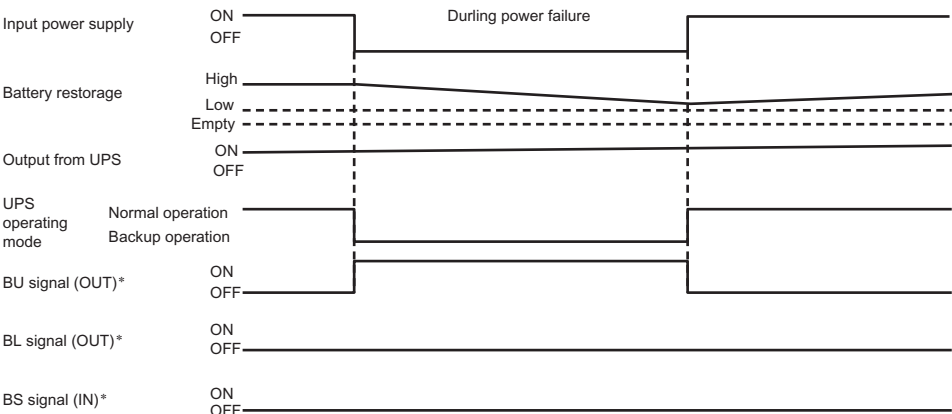 Input power supply
ON
OFF
Durling power failure
Battery restorage
High
Low
Empty
Output from UPS
ON
OFF
UPS
operating
mode
Normal operation
Backup operation
BU signal (OUT)*
ON
OFF
BL signal (OUT)*
ON
OFF
BS signal (IN)*
ON
OFF